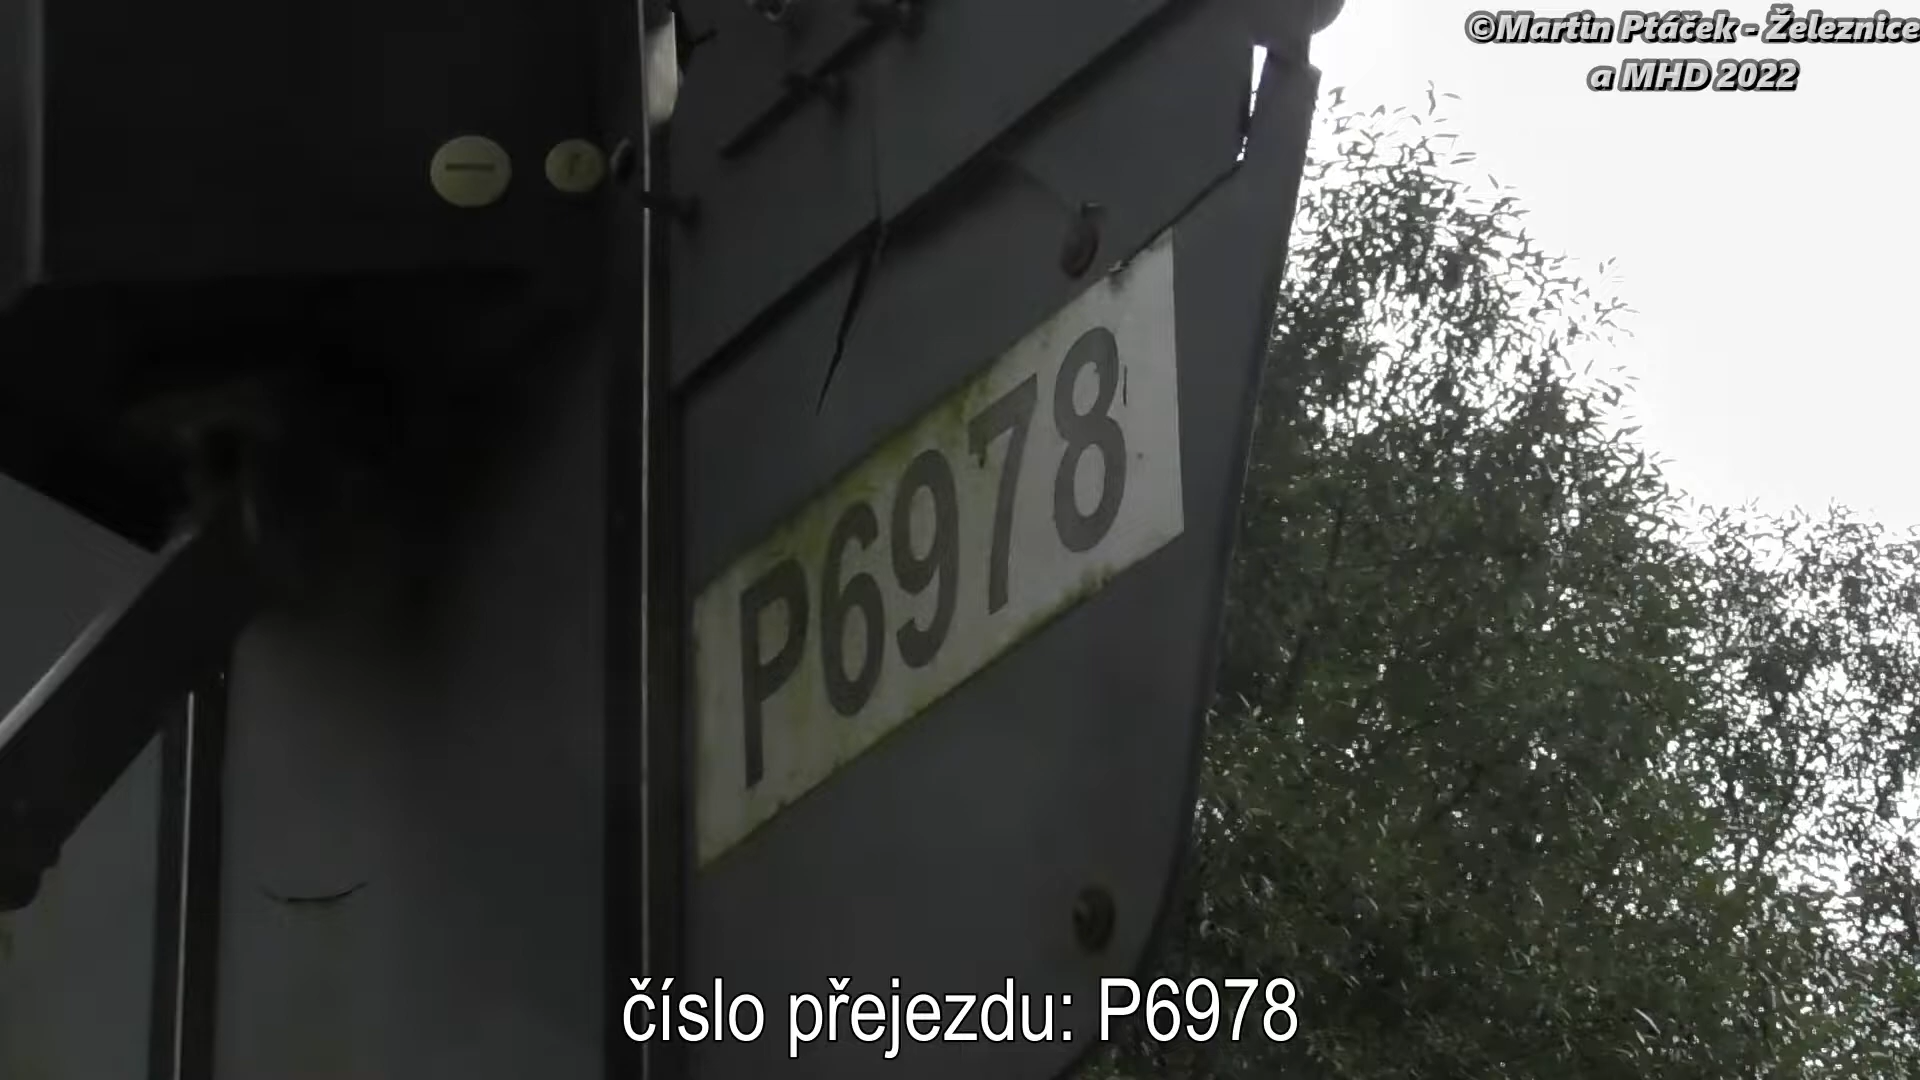 ©Martin Ptáček - Železnice
a MHD 2022
P6978
číslo přejezdu: P6978